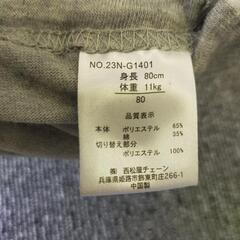 NO.23N-G1401
身長 80cm
体重 11kg
80
品質表示
本体 ポリエステル 65%
綿 35%
切り替え部分
ポリエステル 100%
㈱ 西松屋チェーン
兵庫県姫路市飾東町庄266-1
中国製